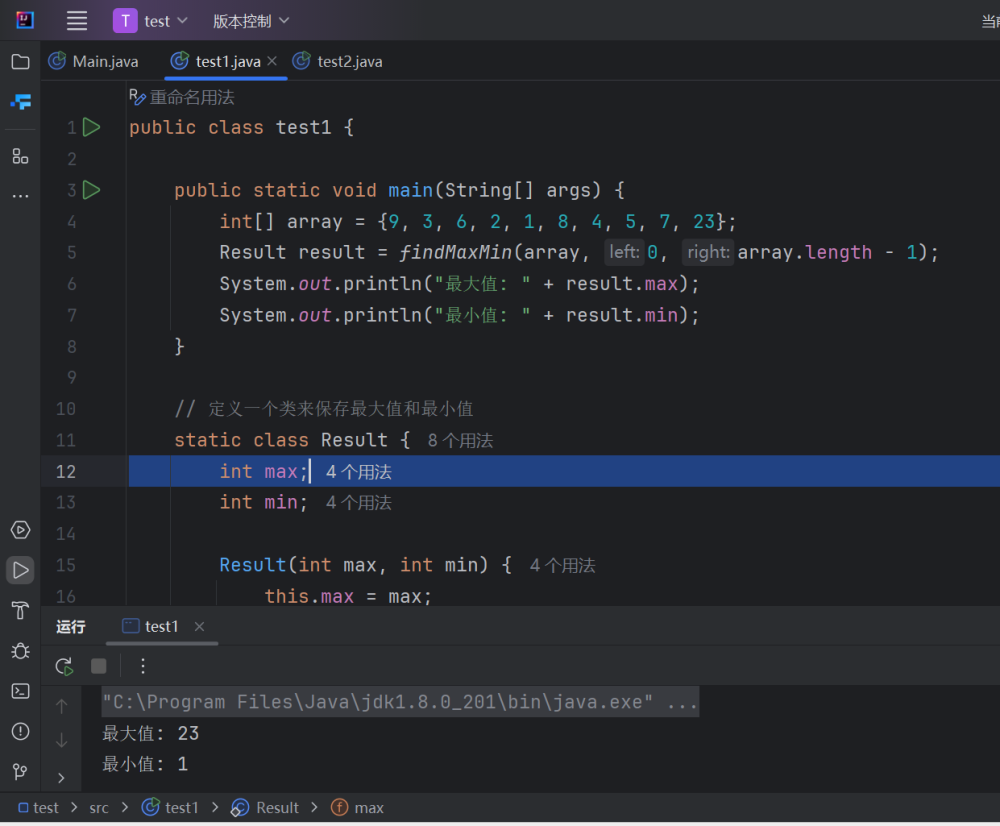 T test 版本控制
Main.java test1.java test2.java
重命名用法
1 public class test1 {
2
3 public static void main(String[] args) {
4 int[] array = {9, 3, 6, 2, 1, 8, 4, 5, 7, 23};
5 Result result = findMaxMin(array, left: 0, right: array.length - 1);
6 System.out.println("最大值: " + result.max);
7 System.out.println("最小值: " + result.min);
8 }
9
10 // 定义一个类来保存最大值和最小值
11 static class Result { 8 个用法
12 int max; 4 个用法
13 int min; 4 个用法
14
15 Result(int max, int min) { 4 个用法
16 this.max = max;
运行 test1
"C:\Program Files\Java\jdk1.8.0_201\bin\java.exe" ...
最大值: 23
最小值: 1
test > src > test1 > Result > max